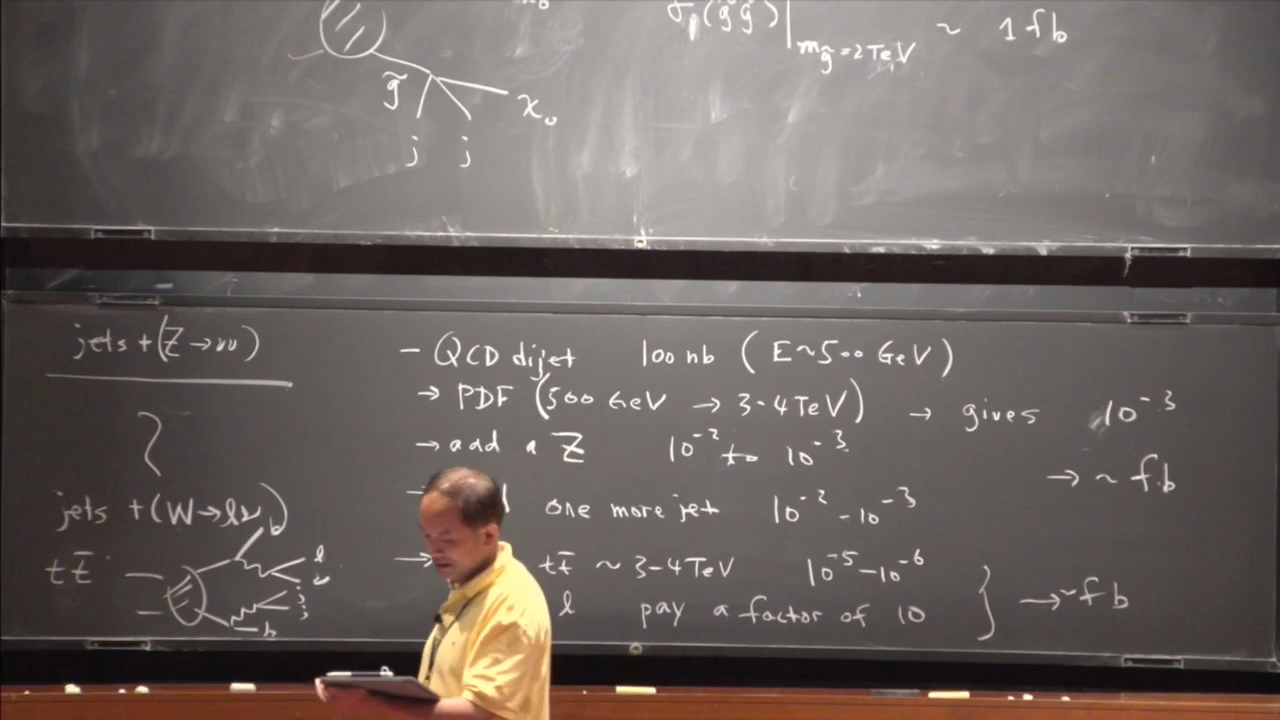 σ(g̃g̃)|m_g̃=2TeV ~ 1 fb
g̃
χ₀
j j
jets + (Z → νν)
jets + (W → lν)
b
tt̄
l
ν
j
j
b
- QCD dijet 100 nb (E~500 GeV)
→ PDF (500 GeV → 3-4 TeV) → gives 10⁻³
→ add a Z 10⁻² to 10⁻³
→ ~ fb
one more jet 10⁻² - 10⁻³
→ tt̄ ~ 3-4 TeV 10⁻⁵ - 10⁻⁶
l pay a factor of 10 } → ~fb